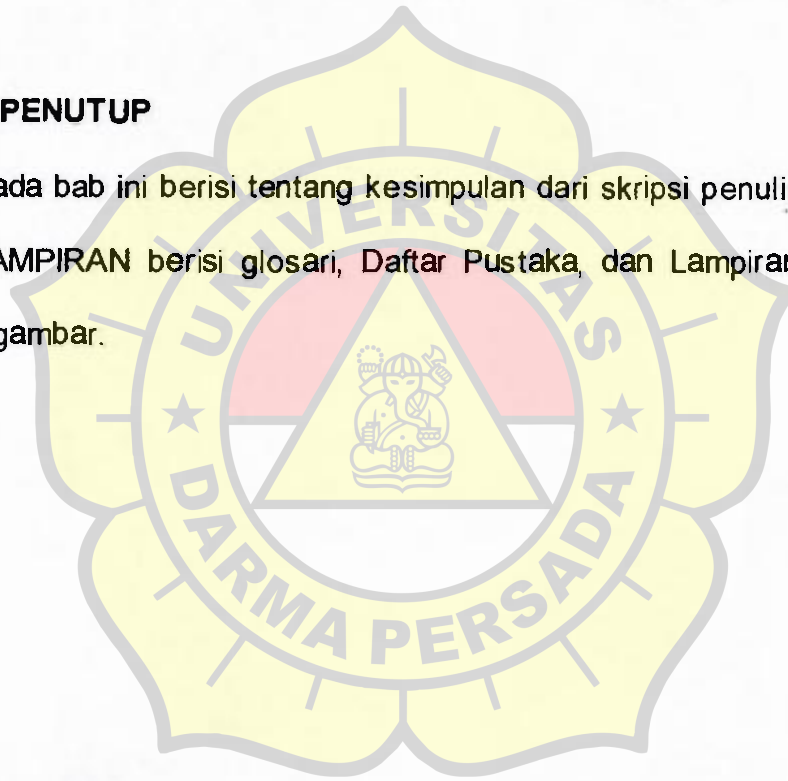 PENUTUP
ada bab ini berisi tentang kesimpulan dari skripsi penuli
AMPIRAN berisi glosari, Daftar Pustaka, dan Lampiran
gambar.
UNIVERSITAS
DARMA PERSADA